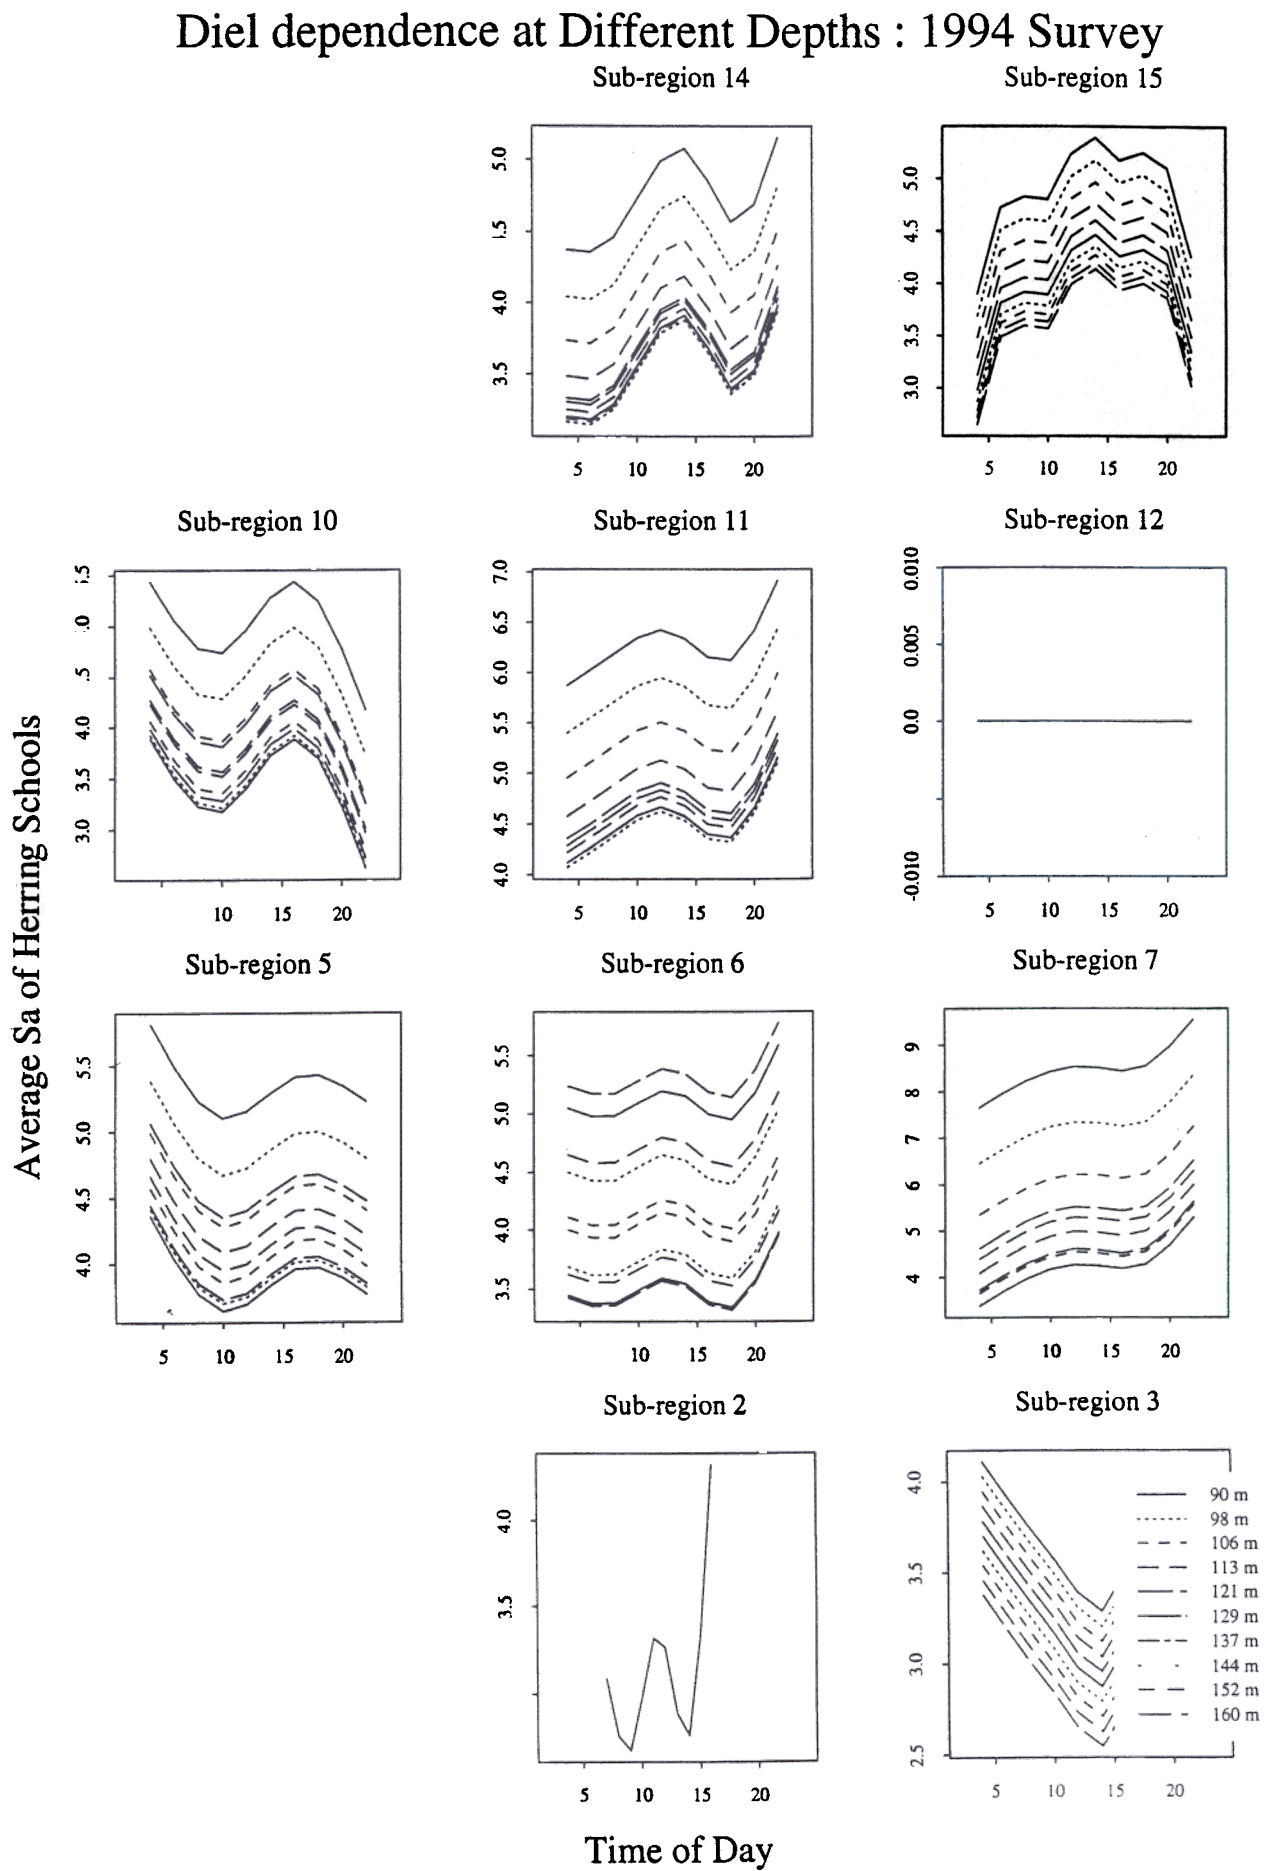 Diel dependence at Different Depths : 1994 Survey
Sub-region 14
Sub-region 15
5.0
4.0
3.5
5 10 15 20
5.0
4.5
4.0
3.5
3.0
5 10 15 20
Sub-region 10
Sub-region 11
Sub-region 12
4.0
3.5
3.0
10 15 20
7.0
6.5
6.0
5.5
5.0
4.5
4.0
5 10 15 20
0.010
0.005
0.0
-0.010
5 10 15 20
Average Sa of Herring Schools
Sub-region 5
Sub-region 6
Sub-region 7
5.5
5.0
4.5
4.0
5 10 15 20
5.5
5.0
4.5
4.0
3.5
10 15 20
9
8
7
6
5
4
5 10 15 20
Sub-region 2
Sub-region 3
4.0
3.5
5 10 15 20
4.0
3.5
3.0
2.5
5 10 15 20
90 m
98 m
106 m
113 m
121 m
129 m
137 m
144 m
152 m
160 m
Time of Day